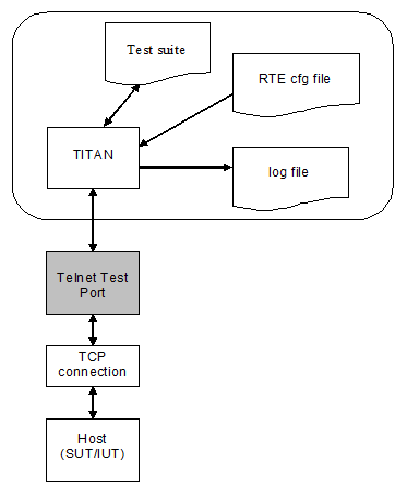 Test suite
RTE cfg file
TITAN
log file
Telnet Test
Port
TCP
connection
Host
(SUT/IUT)